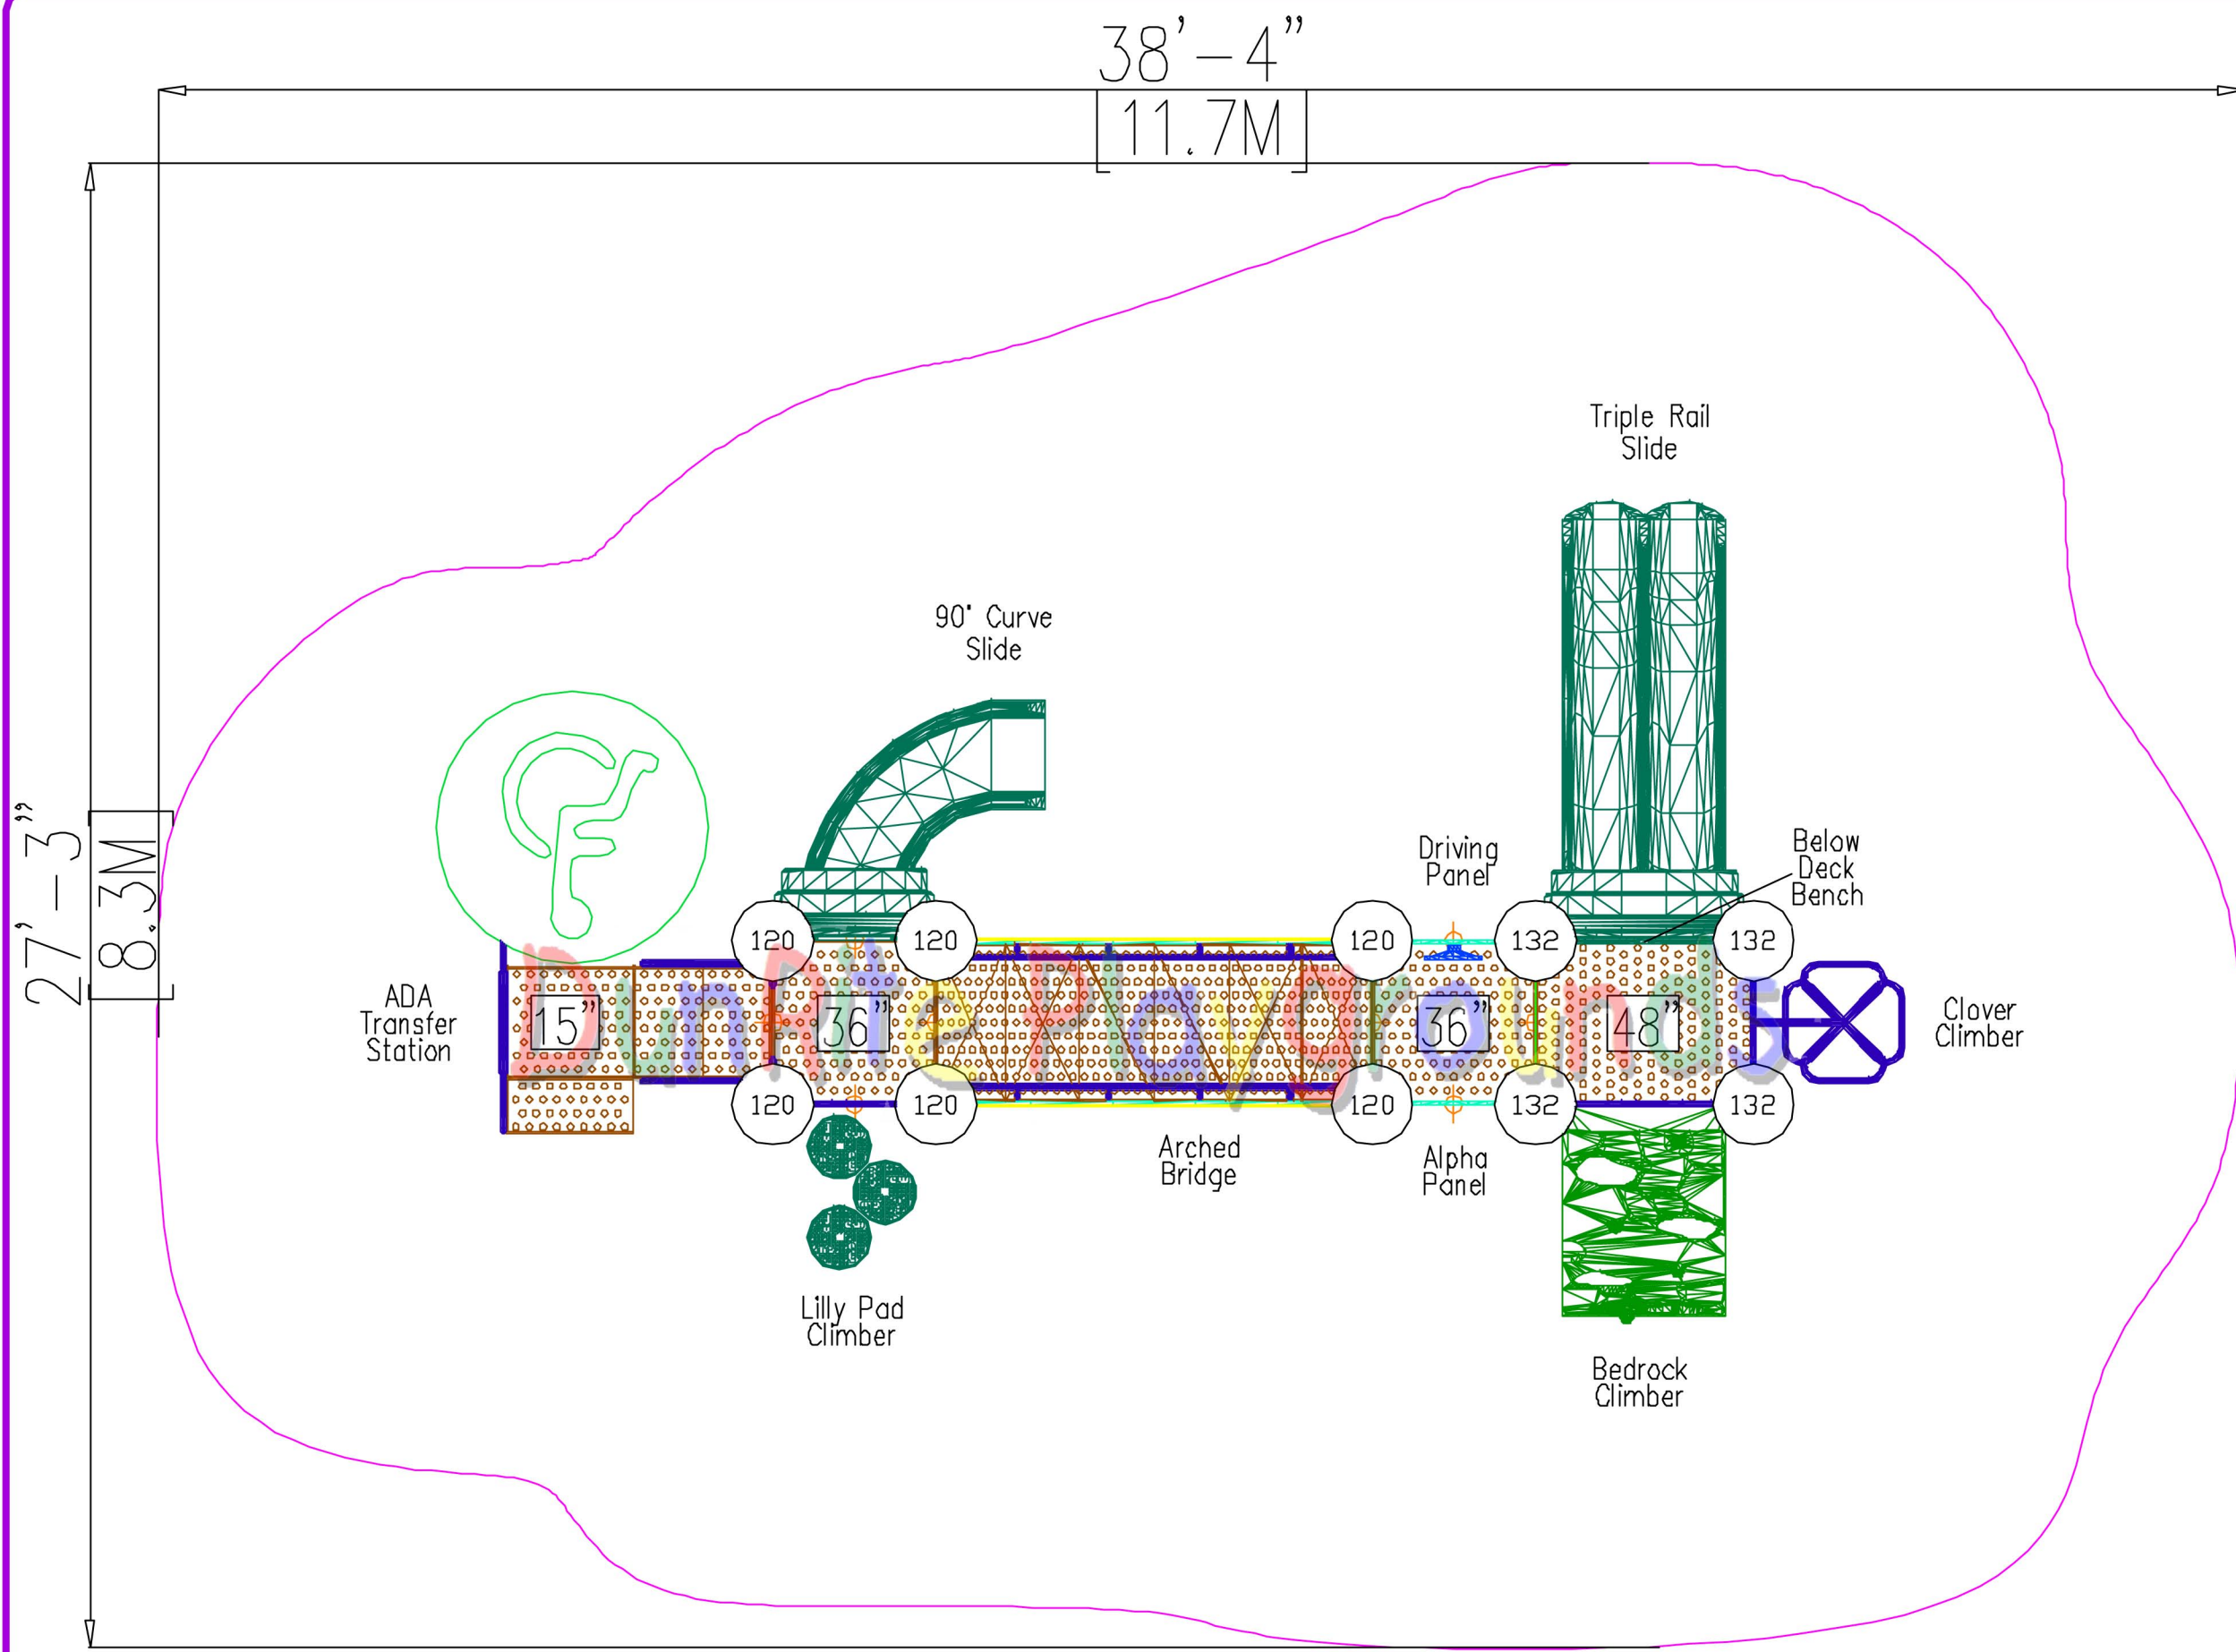 38'-4"
[11.7M]
Triple Rail
Slide
90° Curve
Slide
27'-3"
[8.3M]
Driving
Panel
Below
Deck
Bench
120
120
120
132
132
DunRite Playgrounds
ADA
Transfer
Station
15"
36"
36"
48"
Clover
Climber
120
120
120
132
132
Arched
Bridge
Alpha
Panel
Lilly Pad
Climber
Bedrock
Climber